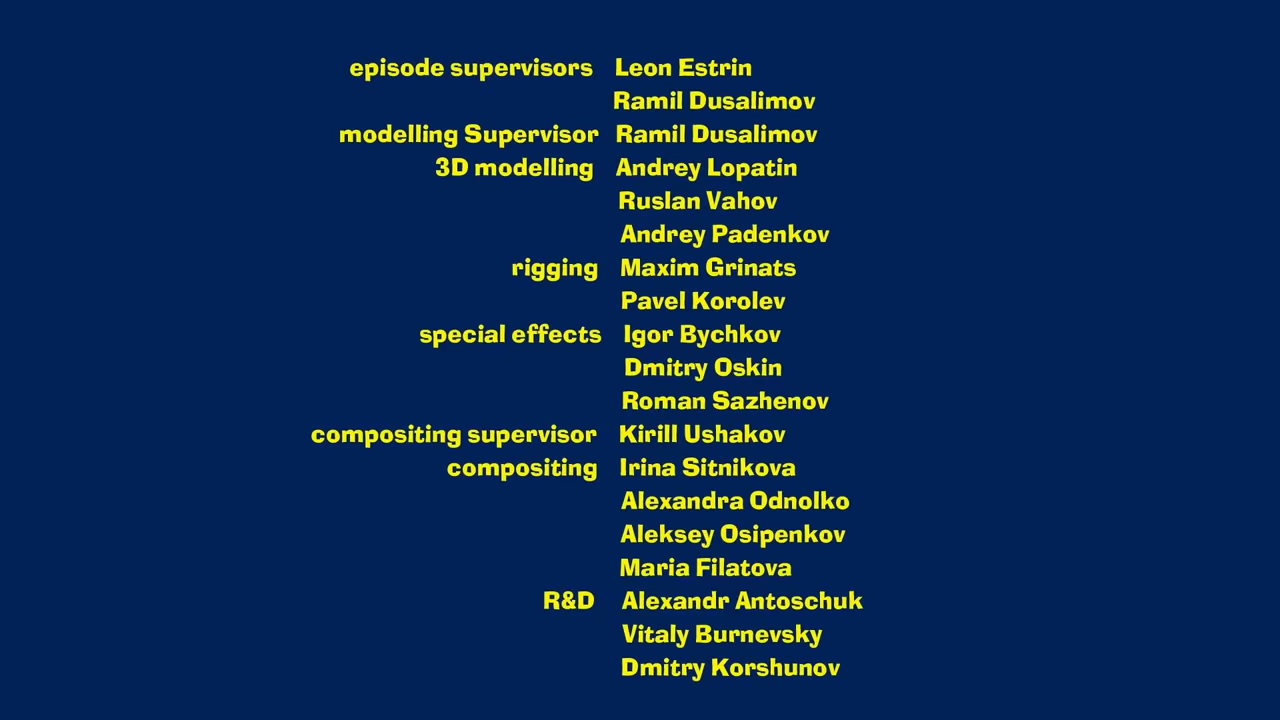 episode supervisors Leon Estrin
Ramil Dusalimov
modelling Supervisor Ramil Dusalimov
3D modelling Andrey Lopatin
Ruslan Vahov
Andrey Padenkov
rigging Maxim Grinats
Pavel Korolev
special effects Igor Bychkov
Dmitry Oskin
Roman Sazhenov
compositing supervisor Kirill Ushakov
compositing Irina Sitnikova
Alexandra Odnolko
Aleksey Osipenkov
Maria Filatova
R&D Alexandr Antoschuk
Vitaly Burnevsky
Dmitry Korshunov